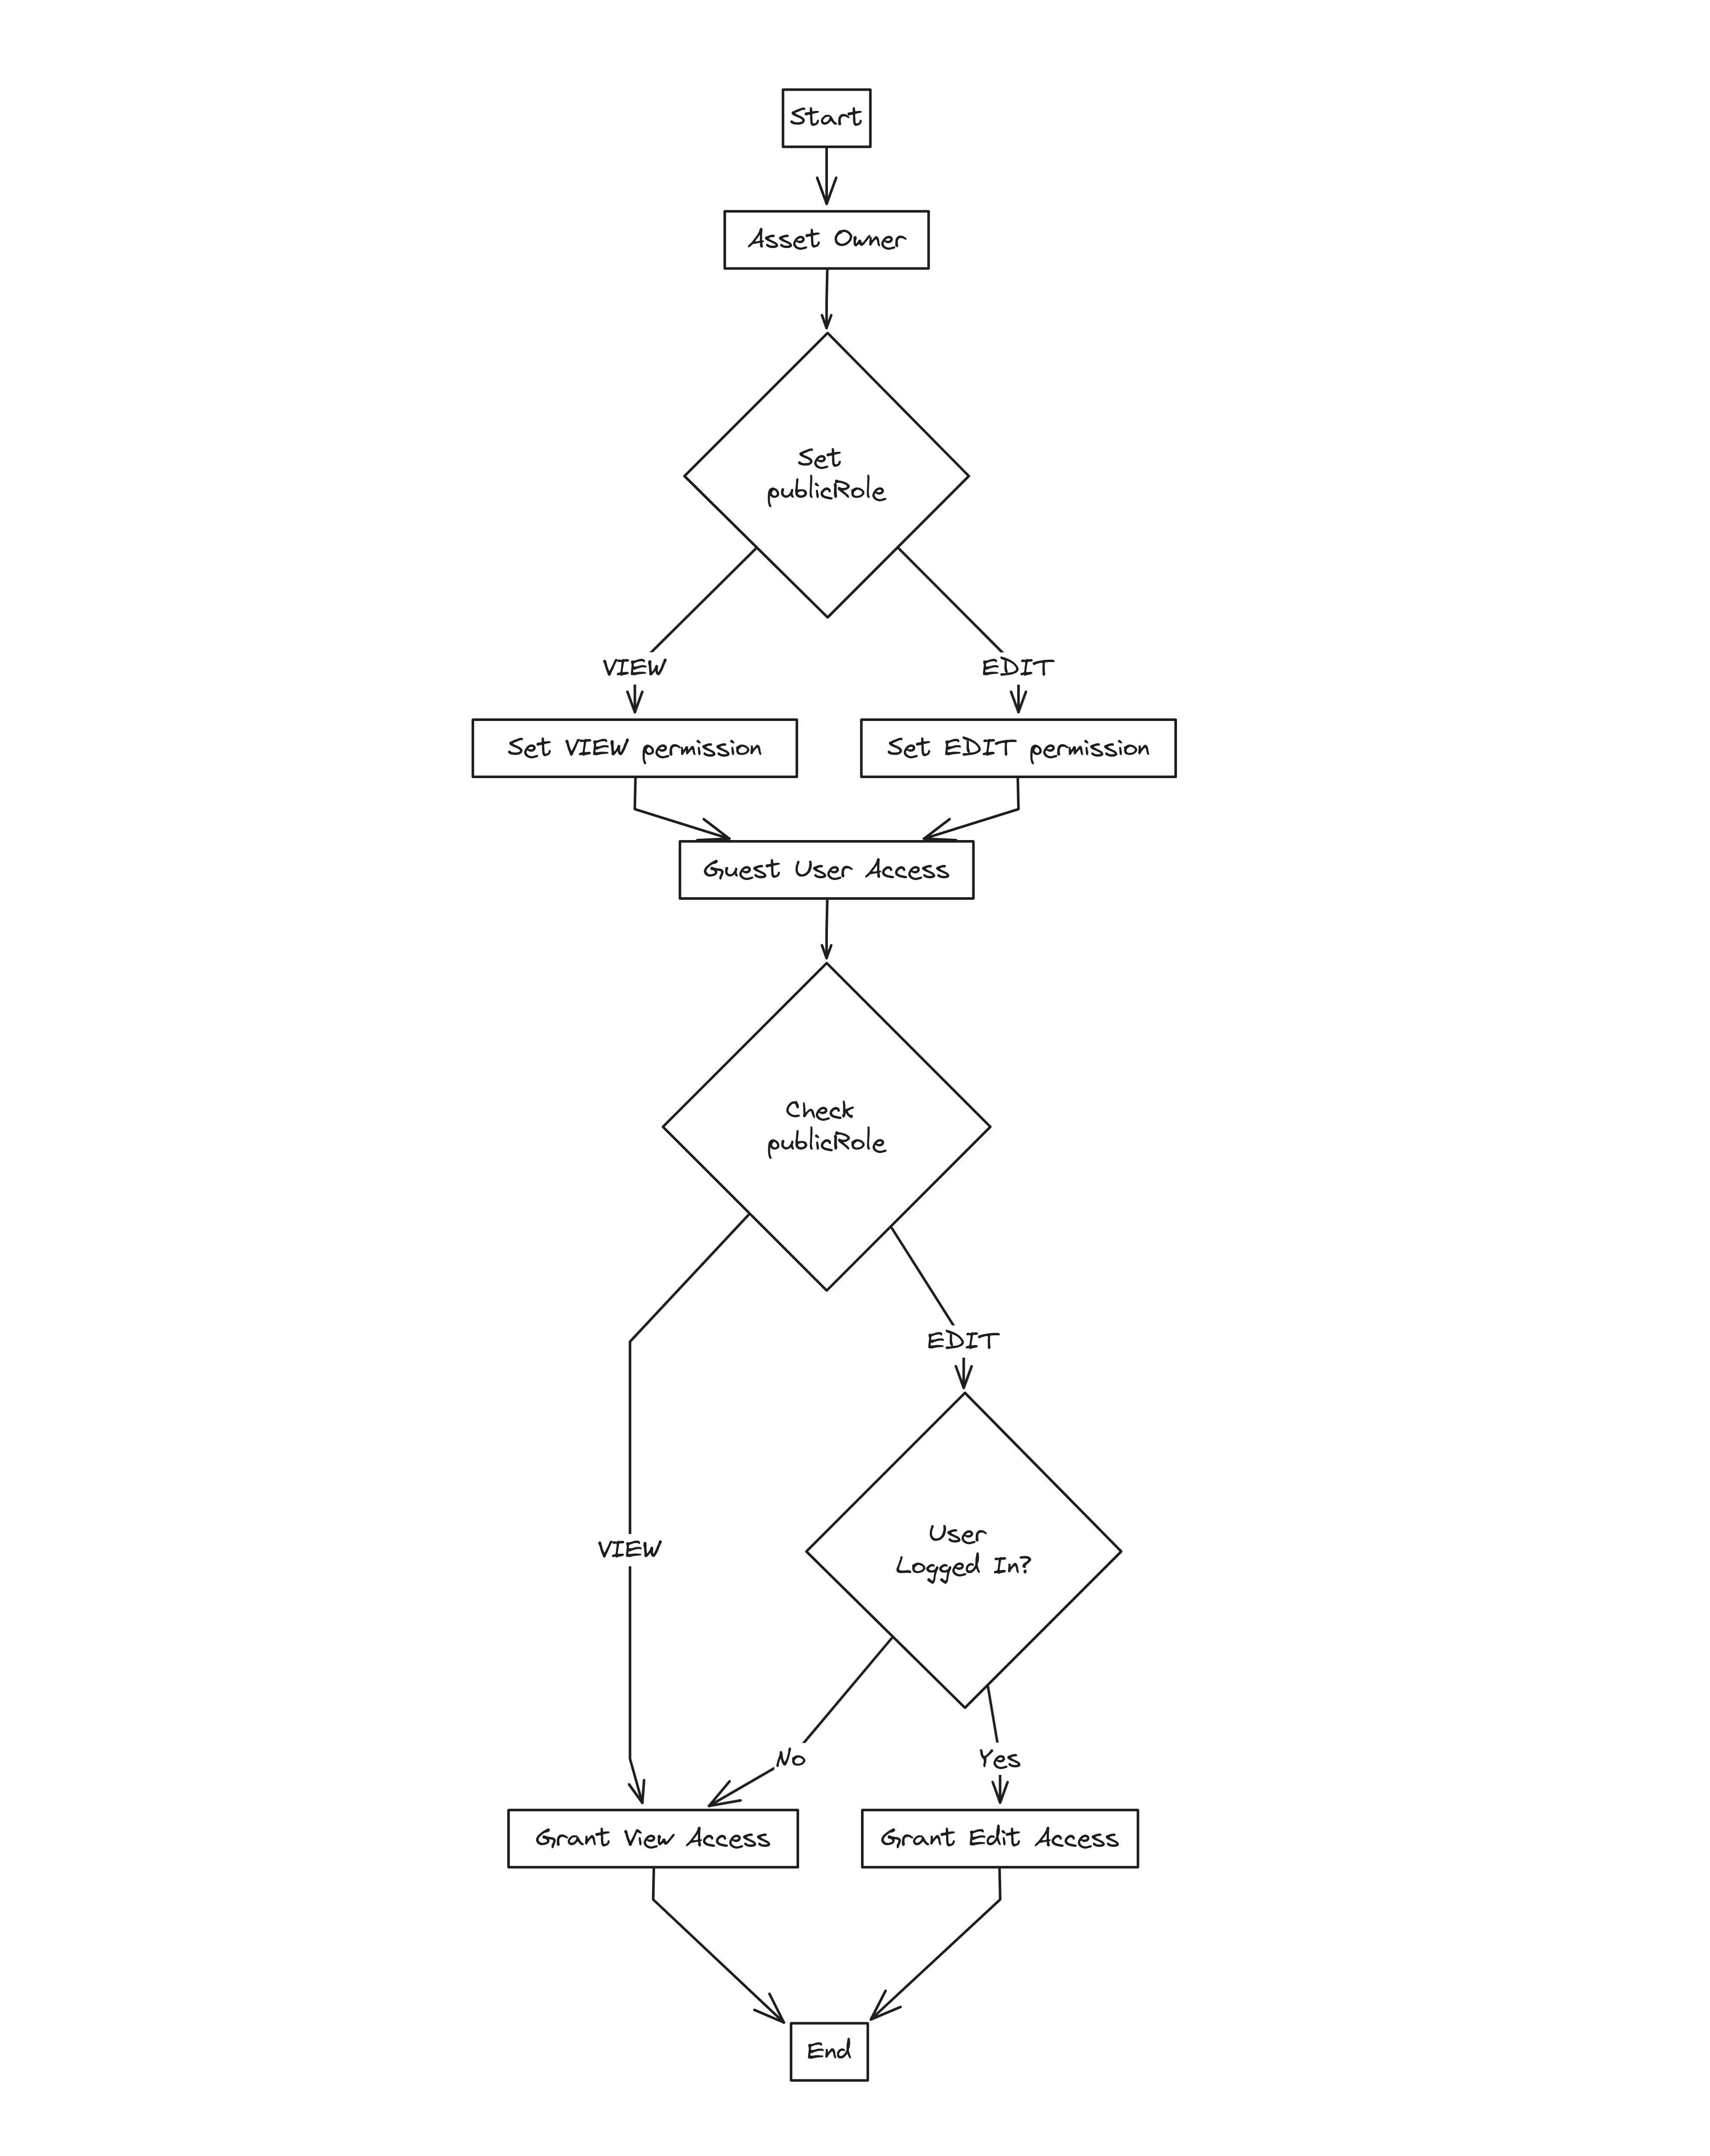 Start
Asset Owner
Set
publicRole
VIEW
EDIT
Set VIEW permission
Set EDIT permission
Guest User Access
Check
publicRole
EDIT
User
Logged In?
VIEW
No
Yes
Grant View Access
Grant Edit Access
End